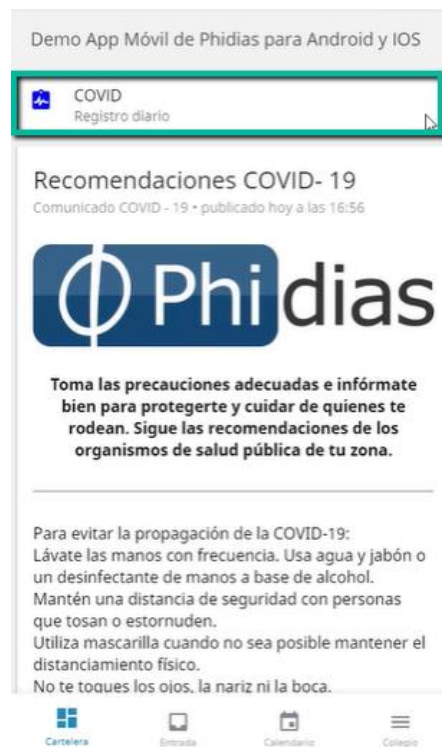 Demo App Móvil de Phidias para Android y IOS
COVID
Registro diario
Recomendaciones COVID- 19
Comunicado COVID - 19 • publicado hoy a las 16:56
Phidias
Toma las precauciones adecuadas e infórmate
bien para protegerte y cuidar de quienes te
rodean. Sigue las recomendaciones de los
organismos de salud pública de tu zona.
Para evitar la propagación de la COVID-19:
Lávate las manos con frecuencia. Usa agua y jabón o
un desinfectante de manos a base de alcohol.
Mantén una distancia de seguridad con personas
que tosan o estornuden.
Utiliza mascarilla cuando no sea posible mantener el
distanciamiento físico.
No te toques los ojos, la nariz ni la boca.
Cartelera Entrada Calendario Colegio